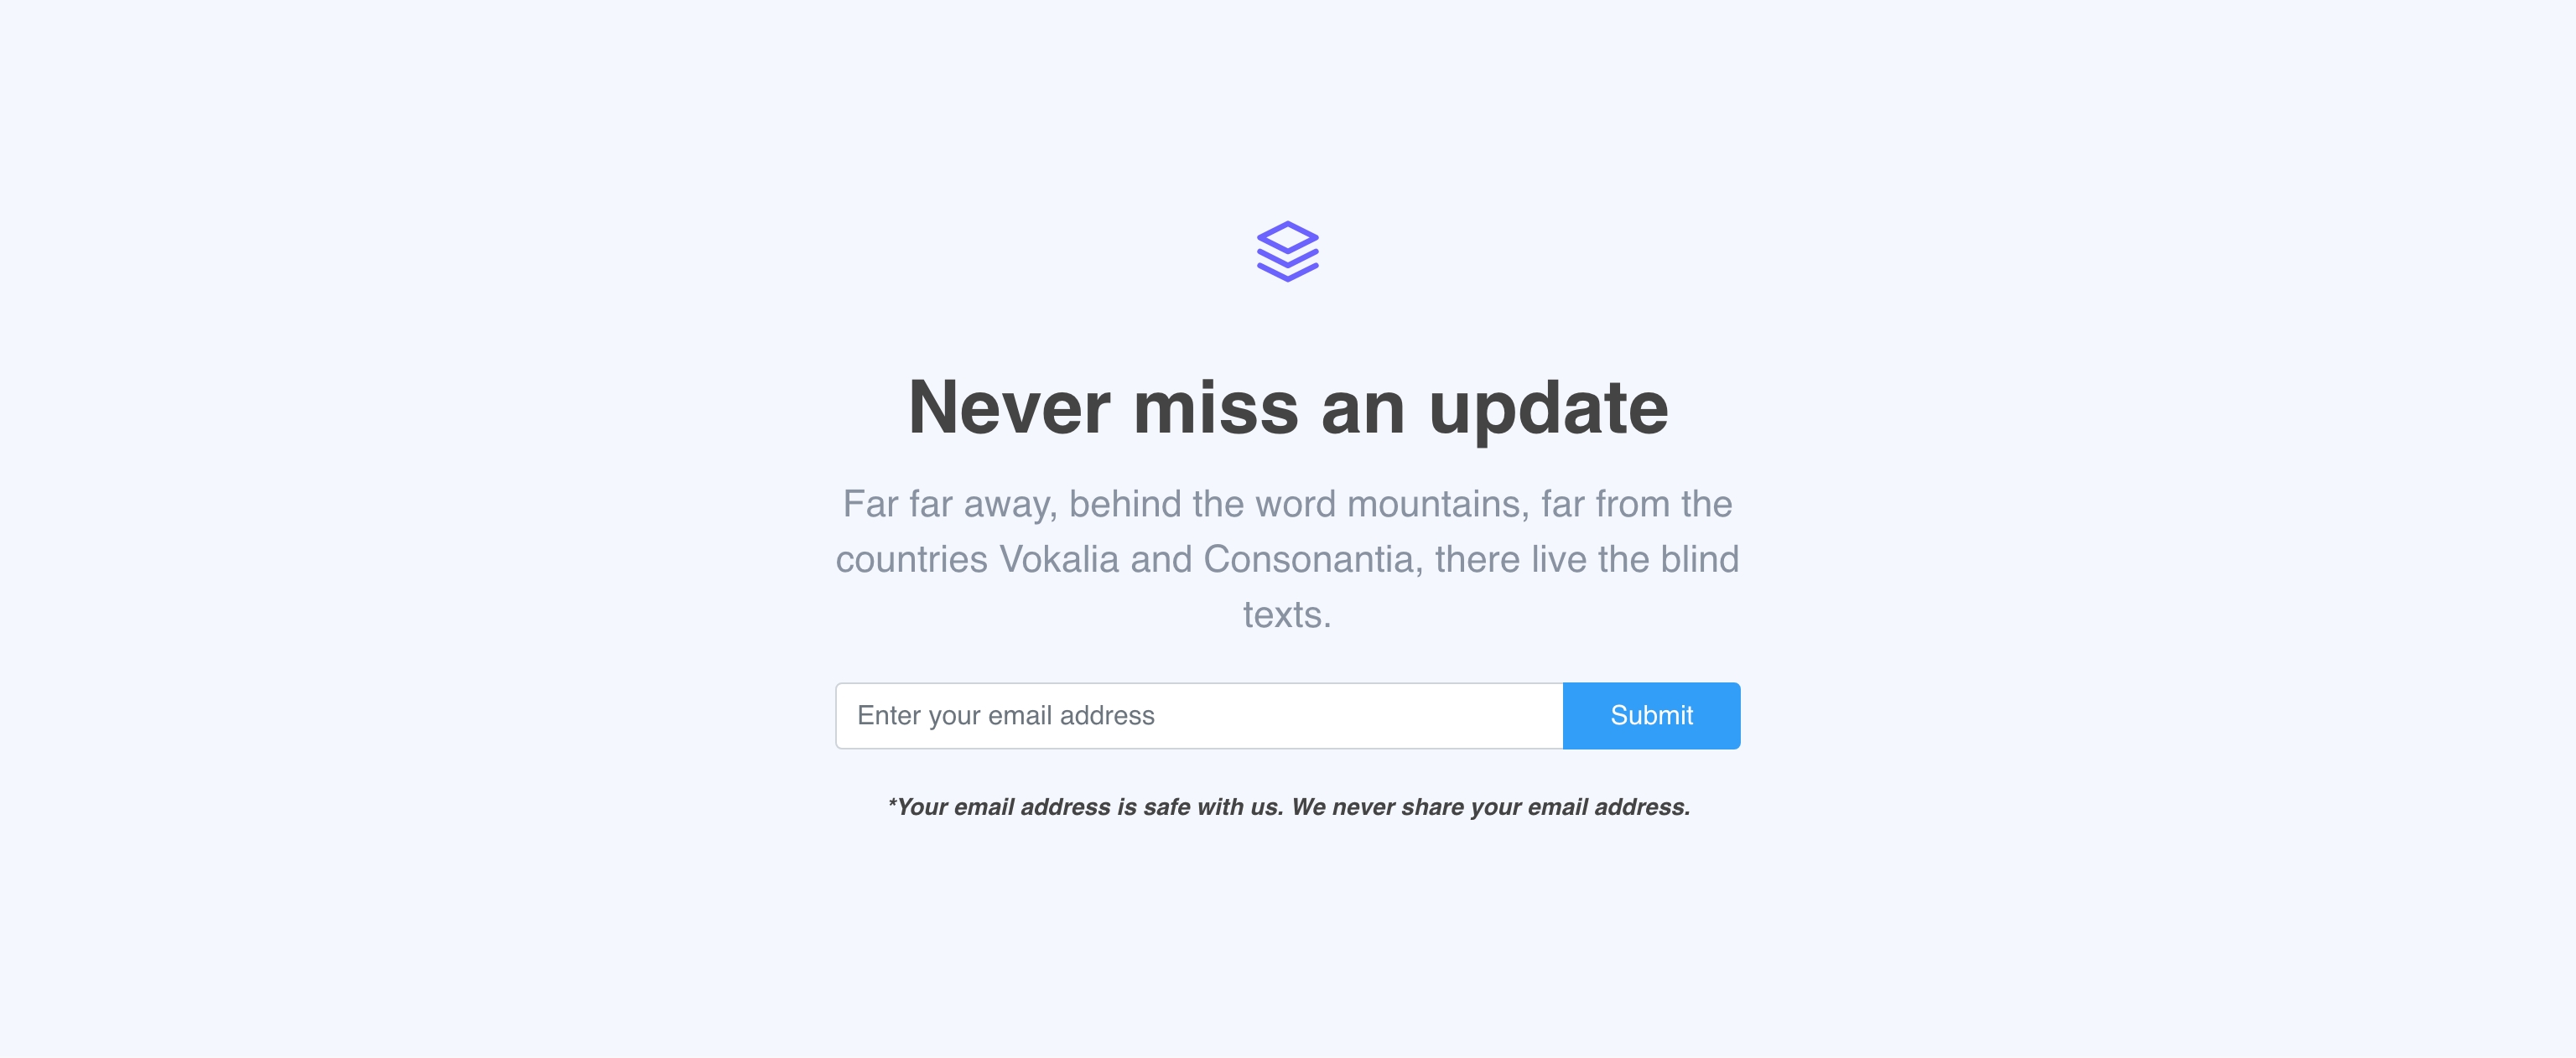 Never miss an update
Far far away, behind the word mountains, far from the
countries Vokalia and Consonantia, there live the blind
texts.
Enter your email address
Submit
*Your email address is safe with us. We never share your email address.